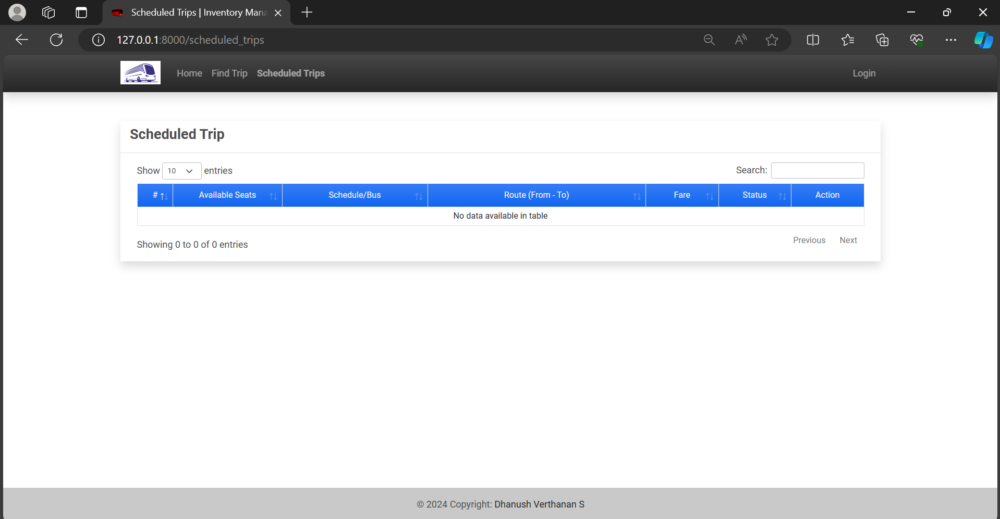 Scheduled Trips | Inventory Mana
127.0.0.1:8000/scheduled_trips
Home Find Trip Scheduled Trips Login
Scheduled Trip
Show 10 entries Search:
# Available Seats Schedule/Bus Route (From - To) Fare Status Action
No data available in table
Showing 0 to 0 of 0 entries Previous Next
© 2024 Copyright: Dhanush Verthanan S